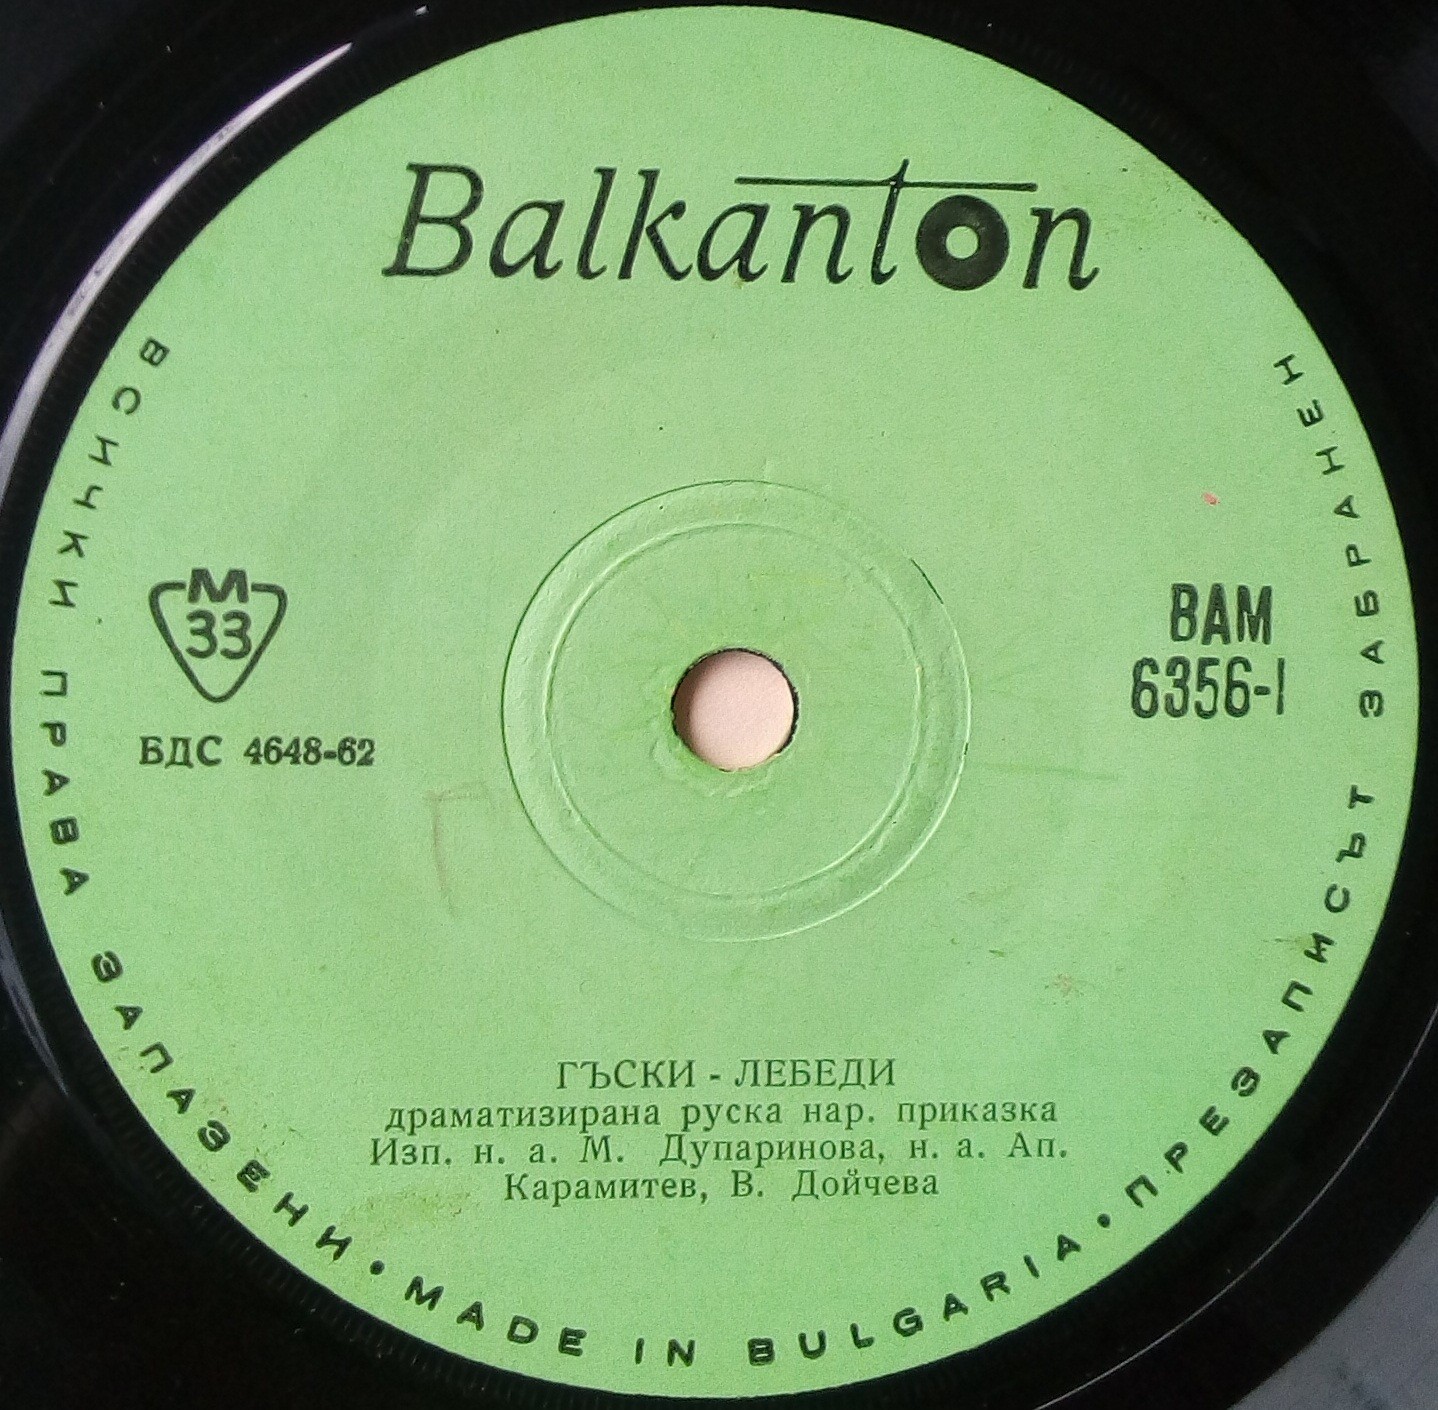 Balkanton
ВСИЧКИ ПРАВА ЗАПАЗЕНИ • MADE IN BULGARIA • ПРЕЗАПИСЪТ ЗАБРАНЕН
М
33
БДС 4648-62
ВАМ
6356-I
ГЪСКИ - ЛЕБЕДИ
драматизирана руска нар. приказка
Изп. н. а. М. Дупаринова, н. а. Ап.
Карамитев, В. Дойчева